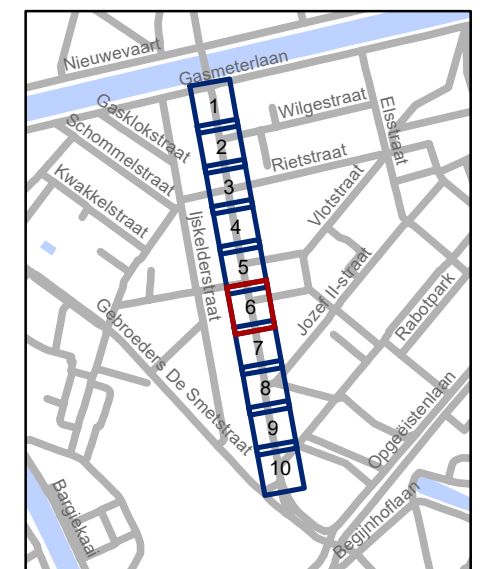 Nieuwevaart
Gasmeterlaan
1
Gasklokstraat
Wilgestraat
Elsstraat
Schommelstraat
2
Rietstraat
Kwakkelstraat
3
Vlotstraat
Ijskelderstraat
4
5
Jozef II-straat
6
Rabotpark
Gebroeders De Smetstraat
7
8
Opgeëistenlaan
9
10
Bargiekaai
Begijnhoflaan